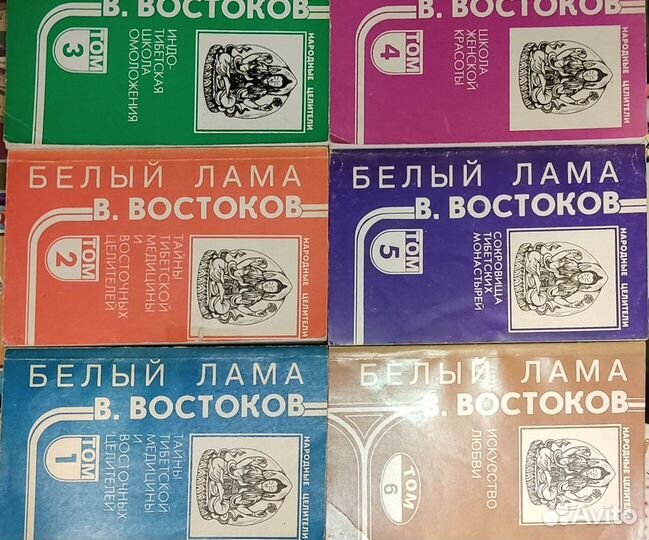 В. ВОСТОКОВ
НАРОДНЫЕ ЦЕЛИТЕЛИ
ИНДО-
ТИБЕТСКАЯ
ШКОЛА
ОМОЛОЖЕНИЯ
ТОМ
3
В. ВОСТОКОВ
НАРОДНЫЕ ЦЕЛИТЕЛИ
ШКОЛА
ЖЕНСКОЙ
КРАСОТЫ
ТОМ
4
БЕЛЫЙ ЛАМА
В. ВОСТОКОВ
НАРОДНЫЕ ЦЕЛИТЕЛИ
ТАЙНЫ
ТИБЕТСКОЙ
МЕДИЦИНЫ
И
ВОСТОЧНЫХ
ЦЕЛИТЕЛЕЙ
ТОМ
2
БЕЛЫЙ ЛАМА
В. ВОСТОКОВ
НАРОДНЫЕ ЦЕЛИТЕЛИ
СОКРОВИЩА
ТИБЕТСКИХ
МОНАСТЫРЕЙ
ТОМ
5
БЕЛЫЙ ЛАМА
В. ВОСТОКОВ
НАРОДНЫЕ ЦЕЛИТЕЛИ
ТАЙНЫ
ТИБЕТСКОЙ
МЕДИЦИНЫ
И
ВОСТОЧНЫХ
ЦЕЛИТЕЛЕЙ
ТОМ
1
БЕЛЫЙ ЛАМА
В. ВОСТОКОВ
НАРОДНЫЕ ЦЕЛИТЕЛИ
ИСКУССТВО
ЛЮБВИ
ТОМ
6
Avito